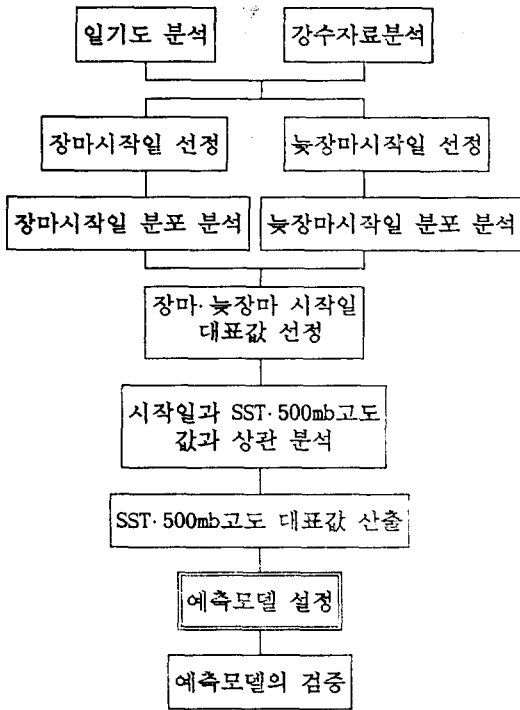 일기도 분석
강수자료분석
장마시작일 선정
늦장마시작일 선정
장마시작일 분포 분석
늦장마시작일 분포 분석
장마·늦장마 시작일
대표값 선정
시작일과 SST·500mb고도
값과 상관 분석
SST·500mb고도 대표값 산출
예측모델 설정
예측모델의 검증